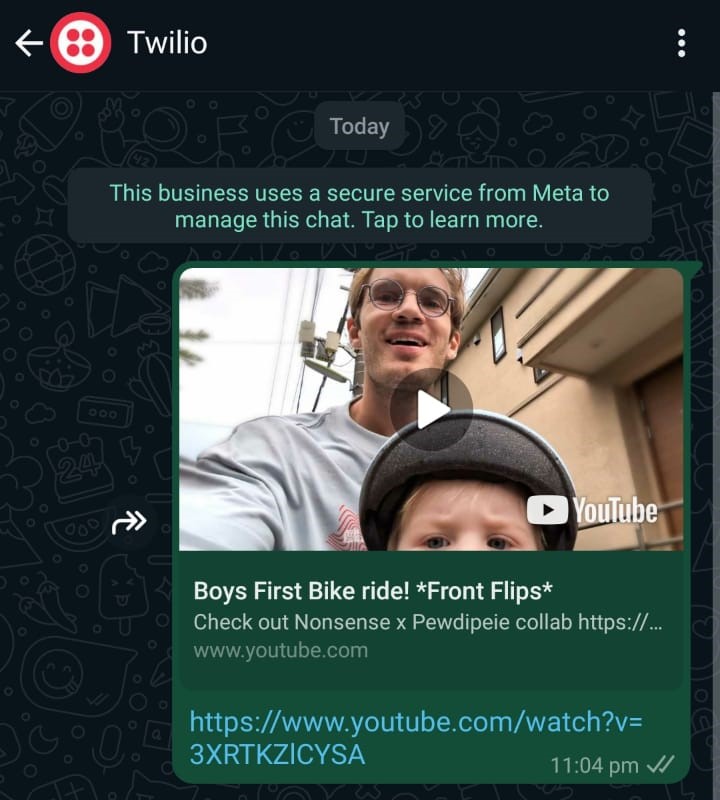 Twilio
Today
This business uses a secure service from Meta to
manage this chat. Tap to learn more.
YouTube
Boys First Bike ride! *Front Flips*
Check out Nonsense x Pewdipeie collab https://...
www.youtube.com
https://www.youtube.com/watch?v=
3XRTKZlCYSA
11:04 pm